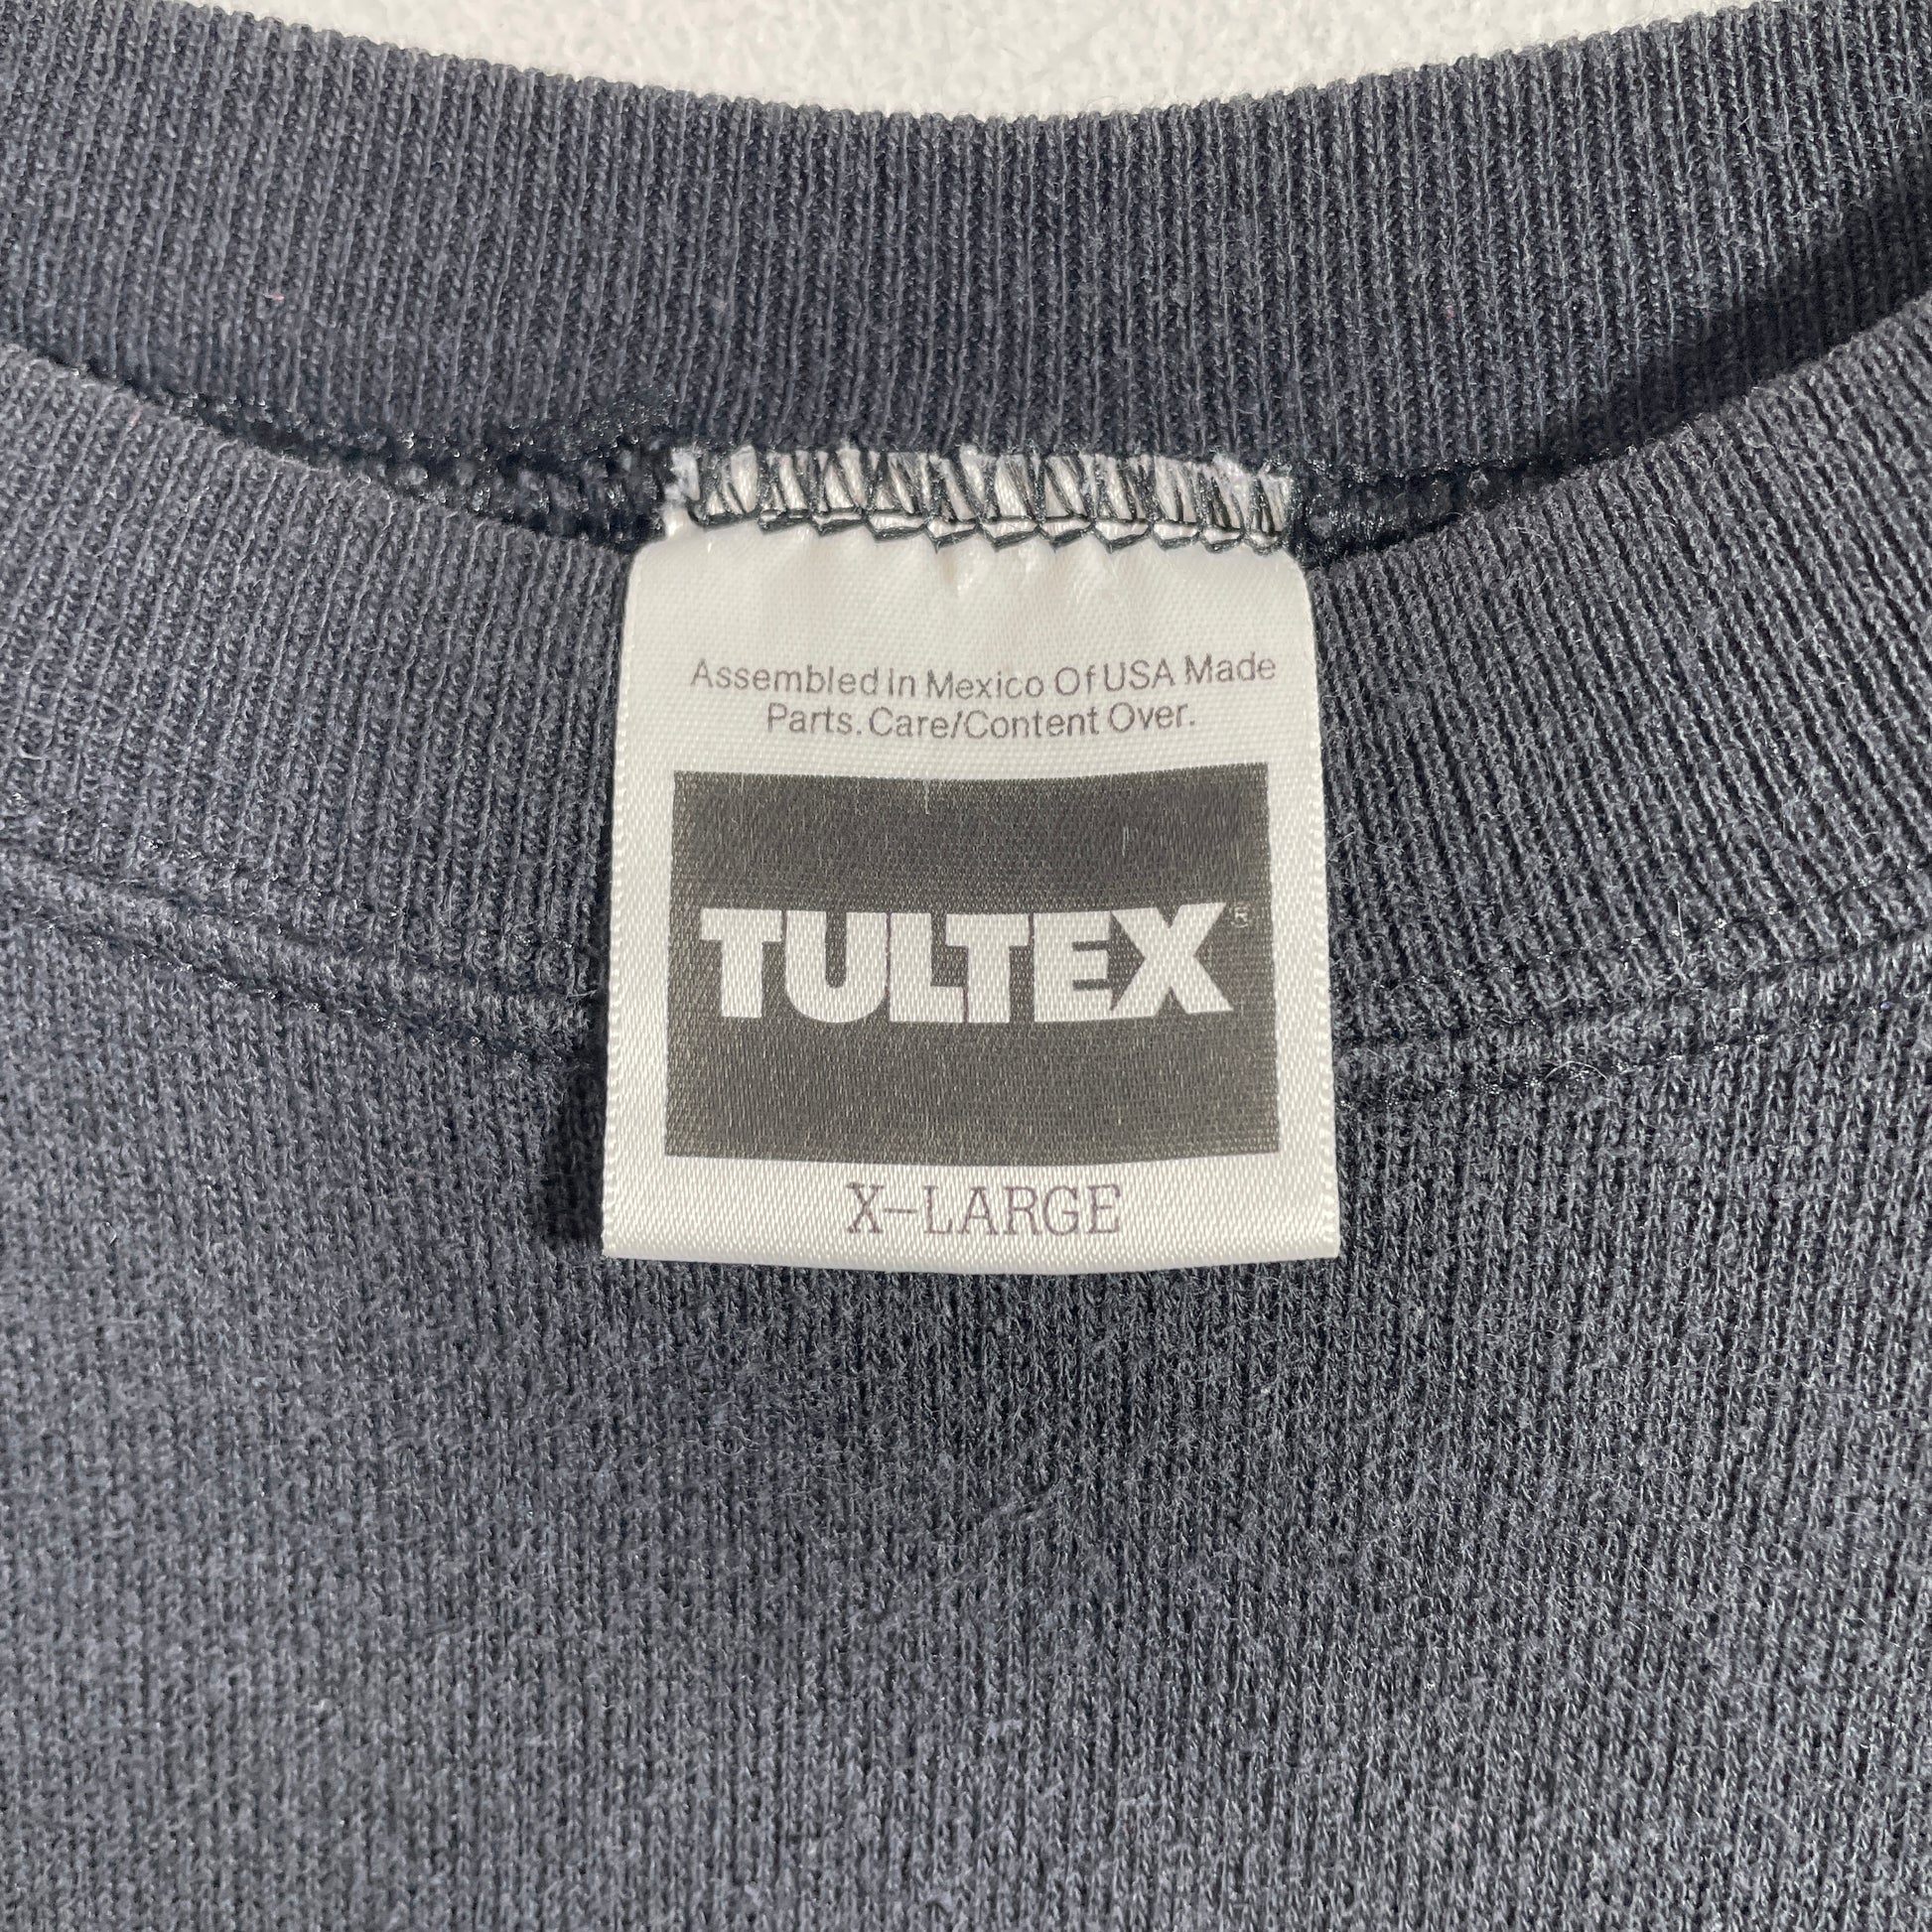 Assembled in Mexico Of USA Made
Parts. Care/Content Over.
TULTEX®
X-LARGE